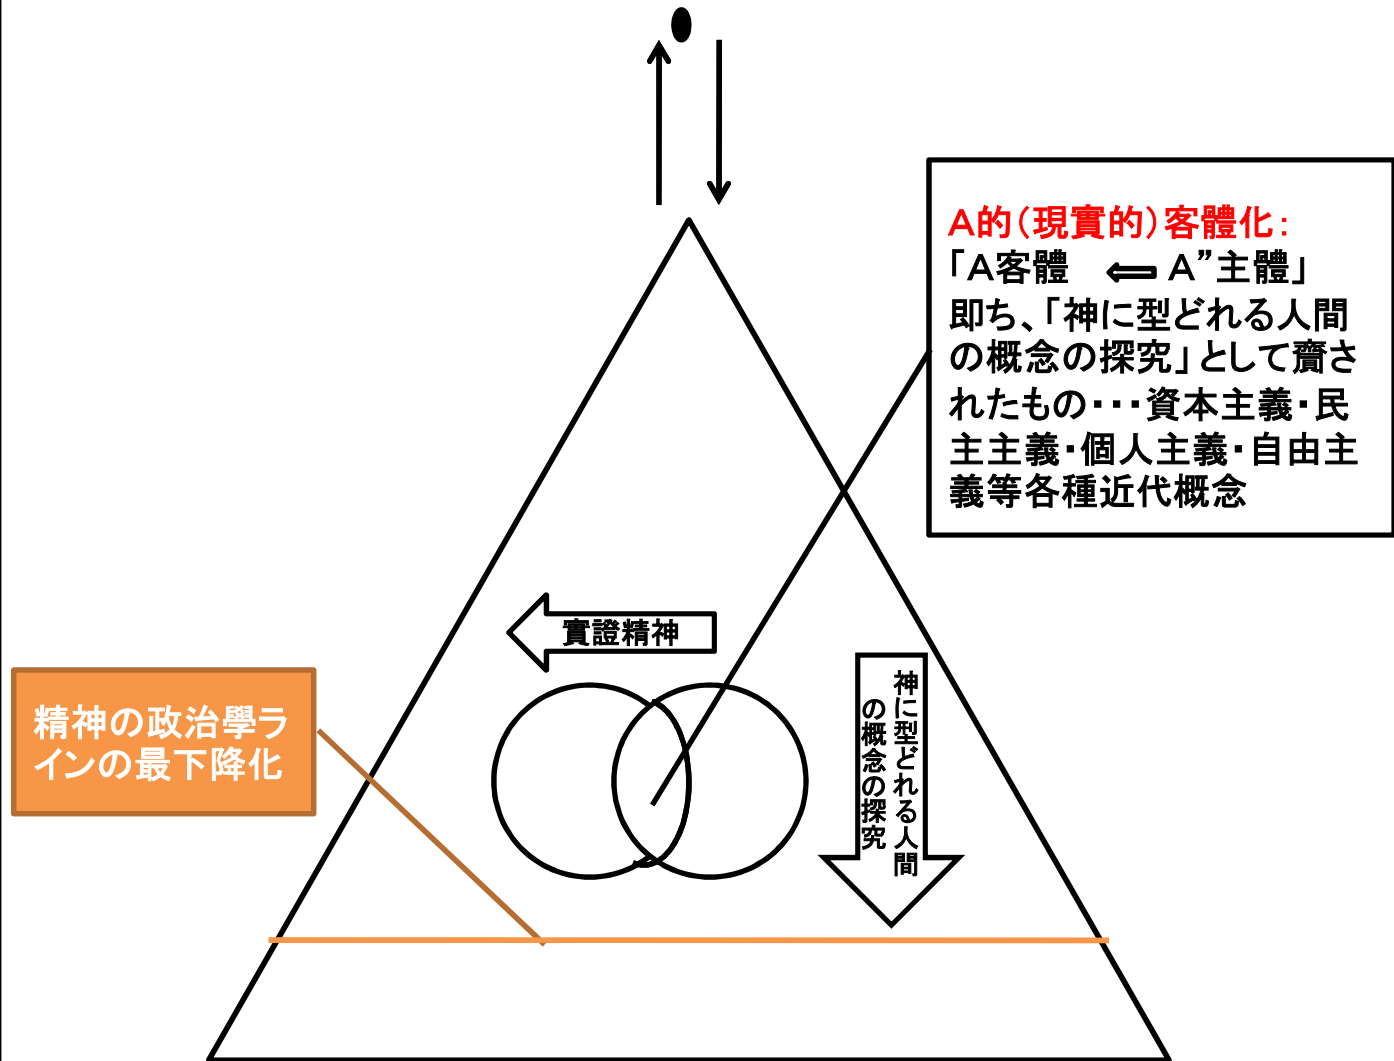 A的（現實的）客體化：
「A客體　⇐ A”主體」
即ち、「神に型どれる人間
の概念の探究」として齎さ
れたもの・・・資本主義・民
主主義・個人主義・自由主
義等各種近代概念
實證精神
神に型どれる人間
の概念の探究
精神の政治學ラ
インの最下降化